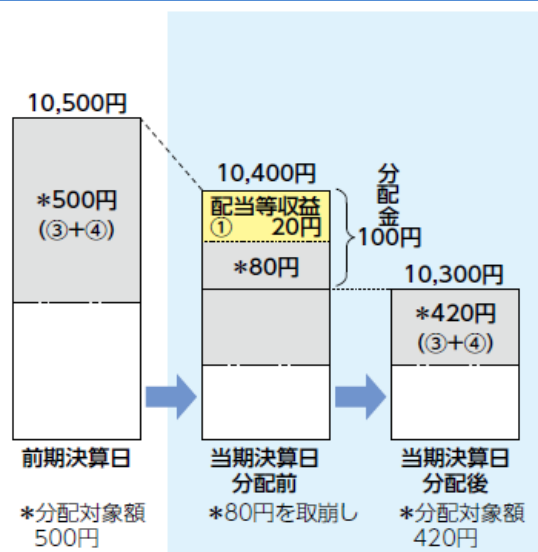 10,500円
*500円
(③+④)
前期決算日
*分配対象額
500円
10,400円
配当等収益
① 20円
*80円
分配金
100円
当期決算日
分配前
*80円を取崩し
10,300円
*420円
(③+④)
当期決算日
分配後
*分配対象額
420円